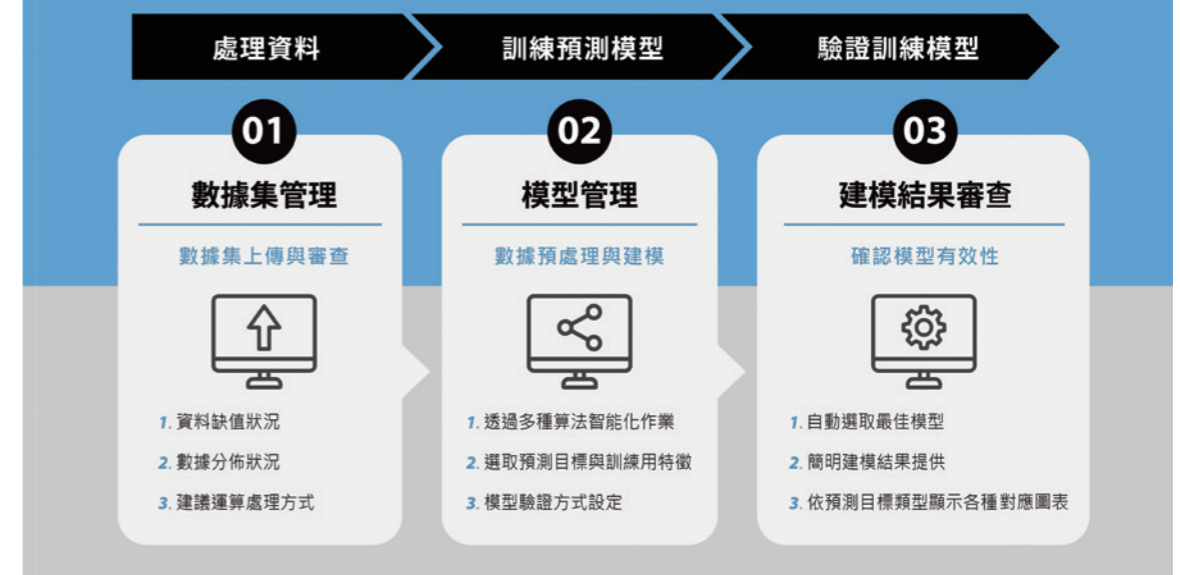 處理資料
訓練預測模型
驗證訓練模型
01
數據集管理
數據集上傳與審查
1. 資料缺值狀況
2. 數據分佈狀況
3. 建議運算處理方式
02
模型管理
數據預處理與建模
1. 透過多種算法智能化作業
2. 選取預測目標與訓練用特徵
3. 模型驗證方式設定
03
建模結果審查
確認模型有效性
1. 自動選取最佳模型
2. 簡明建模結果提供
3. 依預測目標類型顯示各種對應圖表